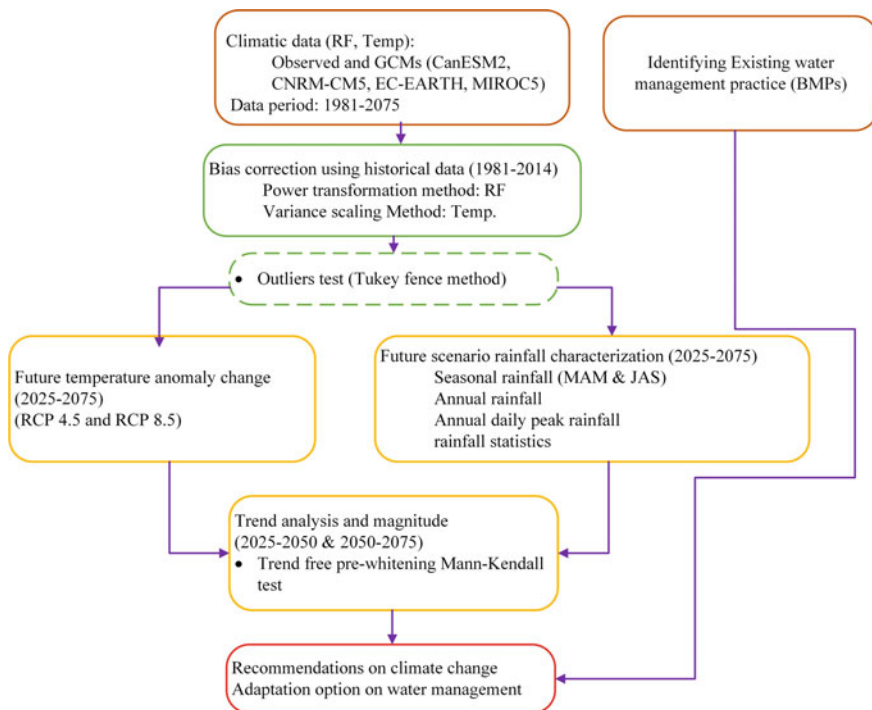 Climatic data (RF, Temp):
Observed and GCMs (CanESM2,
CNRM-CM5, EC-EARTH, MIROC5)
Data period: 1981-2075
Identifying Existing water
management practice (BMPs)
Bias correction using historical data (1981-2014)
Power transformation method: RF
Variance scaling Method: Temp.
• Outliers test (Tukey fence method)
Future temperature anomaly change
(2025-2075)
(RCP 4.5 and RCP 8.5)
Future scenario rainfall characterization (2025-2075)
Seasonal rainfall (MAM & JAS)
Annual rainfall
Annual daily peak rainfall
rainfall statistics
Trend analysis and magnitude
(2025-2050 & 2050-2075)
• Trend free pre-whitening Mann-Kendall
test
Recommendations on climate change
Adaptation option on water management